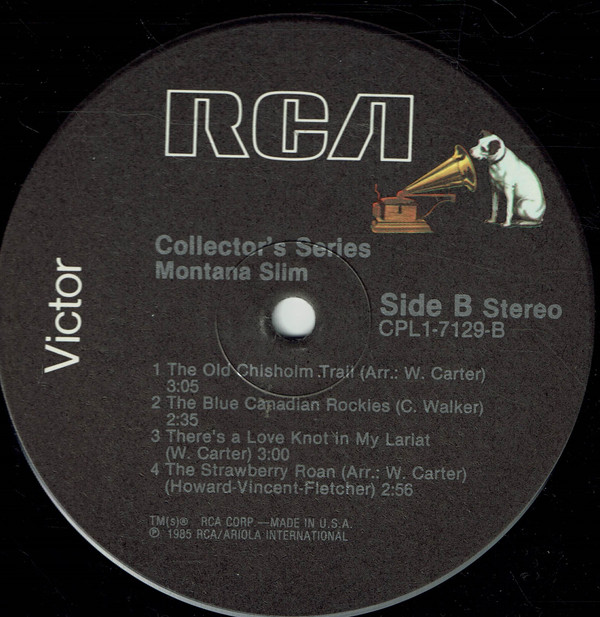 RCA
Collector's Series
Montana Slim
Victor
Side B Stereo
CPL1-7129-B
1 The Old Chisholm Trail (Arr.: W. Carter)
3:05
2 The Blue Canadian Rockies (C. Walker)
2:35
3 There's a Love Knot in My Lariat
(W. Carter) 3:00
4 The Strawberry Roan (Arr.: W. Carter)
(Howard-Vincent-Fletcher) 2:56
TM(s)® RCA CORP.—MADE IN U.S.A.
℗ 1985 RCA/ARIOLA INTERNATIONAL